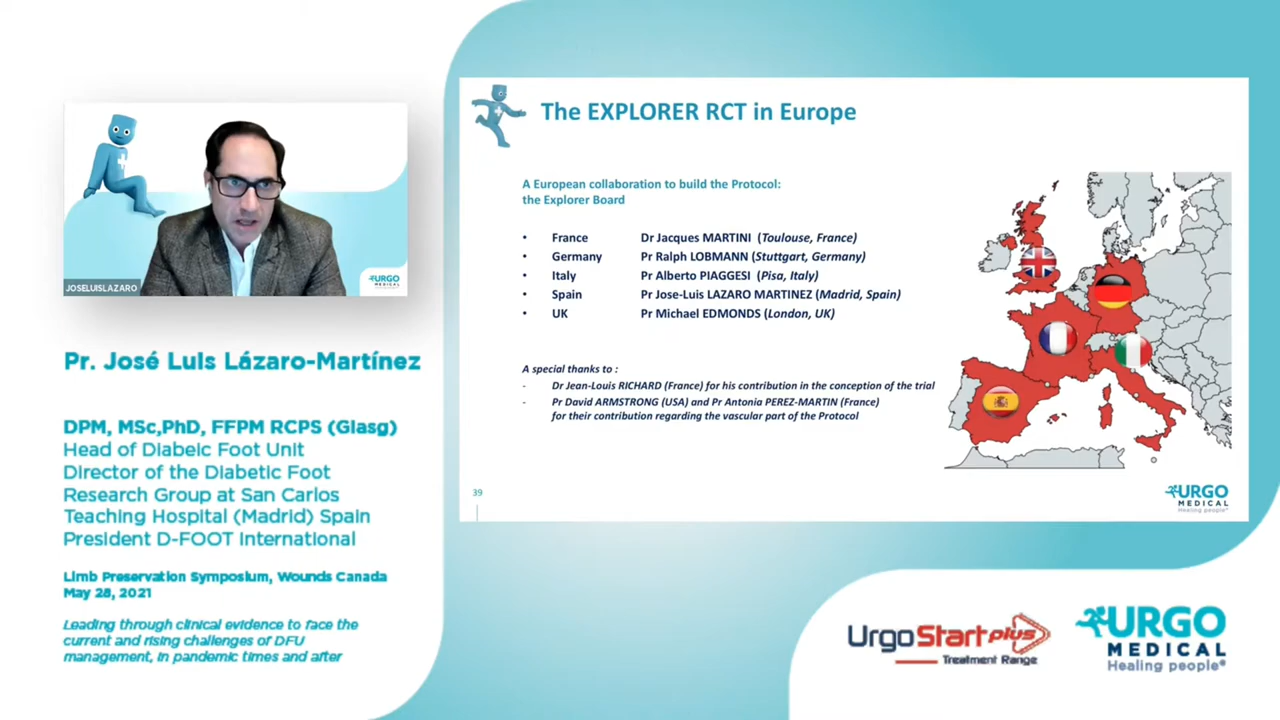 JOSELUISLAZARO
URGO
MEDICAL
Pr. José Luis Lázaro-Martínez
DPM, MSc,PhD, FFPM RCPS (Glasg)
Head of Diabeic Foot Unit
Director of the Diabetic Foot
Research Group at San Carlos
Teaching Hospital (Madrid) Spain
President D-FOOT International
Limb Preservation Symposium, Wounds Canada
May 28, 2021
Leading through clinical evidence to face the
current and rising challenges of DFU
management, in pandemic times and after
The EXPLORER RCT in Europe
A European collaboration to build the Protocol:
the Explorer Board
• France Dr Jacques MARTINI (Toulouse, France)
• Germany Pr Ralph LOBMANN (Stuttgart, Germany)
• Italy Pr Alberto PIAGGESI (Pisa, Italy)
• Spain Pr Jose-Luis LAZARO MARTINEZ (Madrid, Spain)
• UK Pr Michael EDMONDS (London, UK)
A special thanks to :
- Dr Jean-Louis RICHARD (France) for his contribution in the conception of the trial
- Pr David ARMSTRONG (USA) and Pr Antonia PEREZ-MARTIN (France)
for their contribution regarding the vascular part of the Protocol
39
URGO
MEDICAL
Healing people®
UrgoStart plus
Treatment Range
URGO
MEDICAL
Healing people®